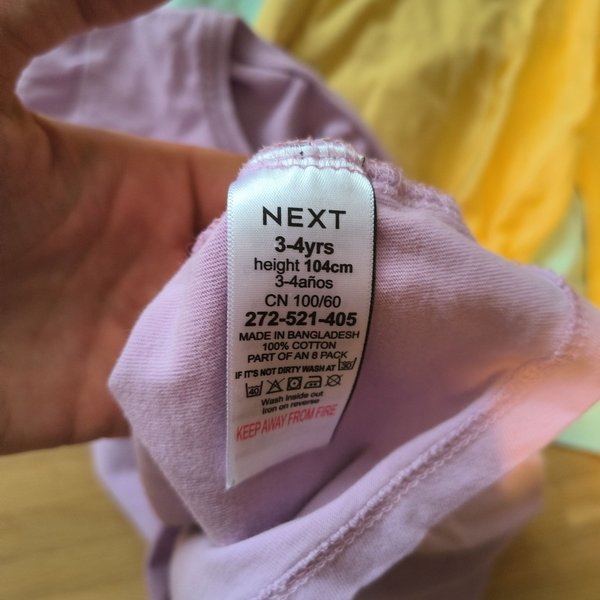 NEXT
3-4yrs
height 104cm
3-4años
CN 100/60
272-521-405
MADE IN BANGLADESH
100% COTTON
PART OF AN 8 PACK
IF IT'S NOT DIRTY WASH AT 30
40
Wash inside out
Iron on reverse
KEEP AWAY FROM FIRE